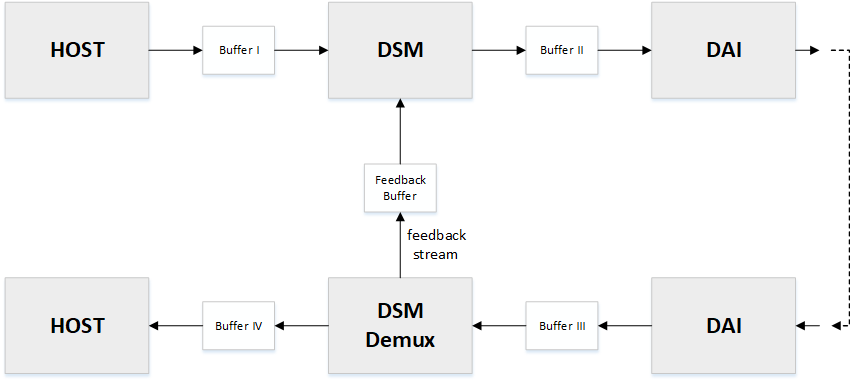 HOST
Buffer I
DSM
Buffer II
DAI
Feedback
Buffer
feedback
stream
HOST
Buffer IV
DSM
Demux
Buffer III
DAI